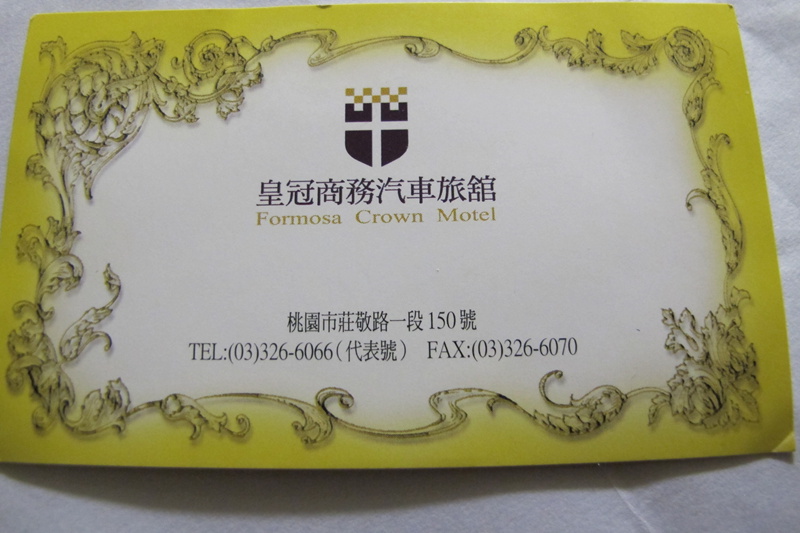 皇冠商務汽車旅舘
Formosa Crown Motel
桃園市莊敬路一段150號
TEL:(03)326-6066(代表號) FAX:(03)326-6070